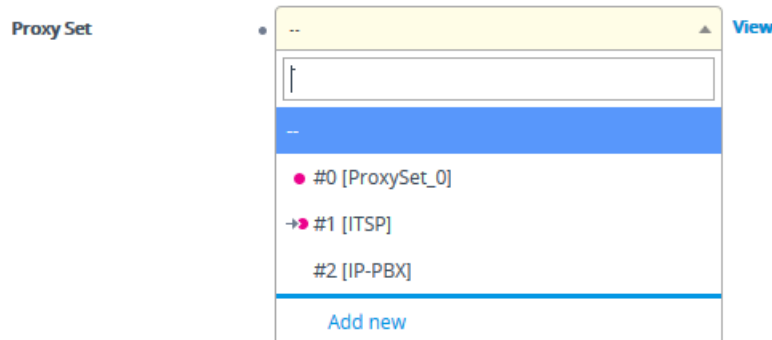 Proxy Set -- View
--
#0 [ProxySet_0]
#1 [ITSP]
#2 [IP-PBX]
Add new